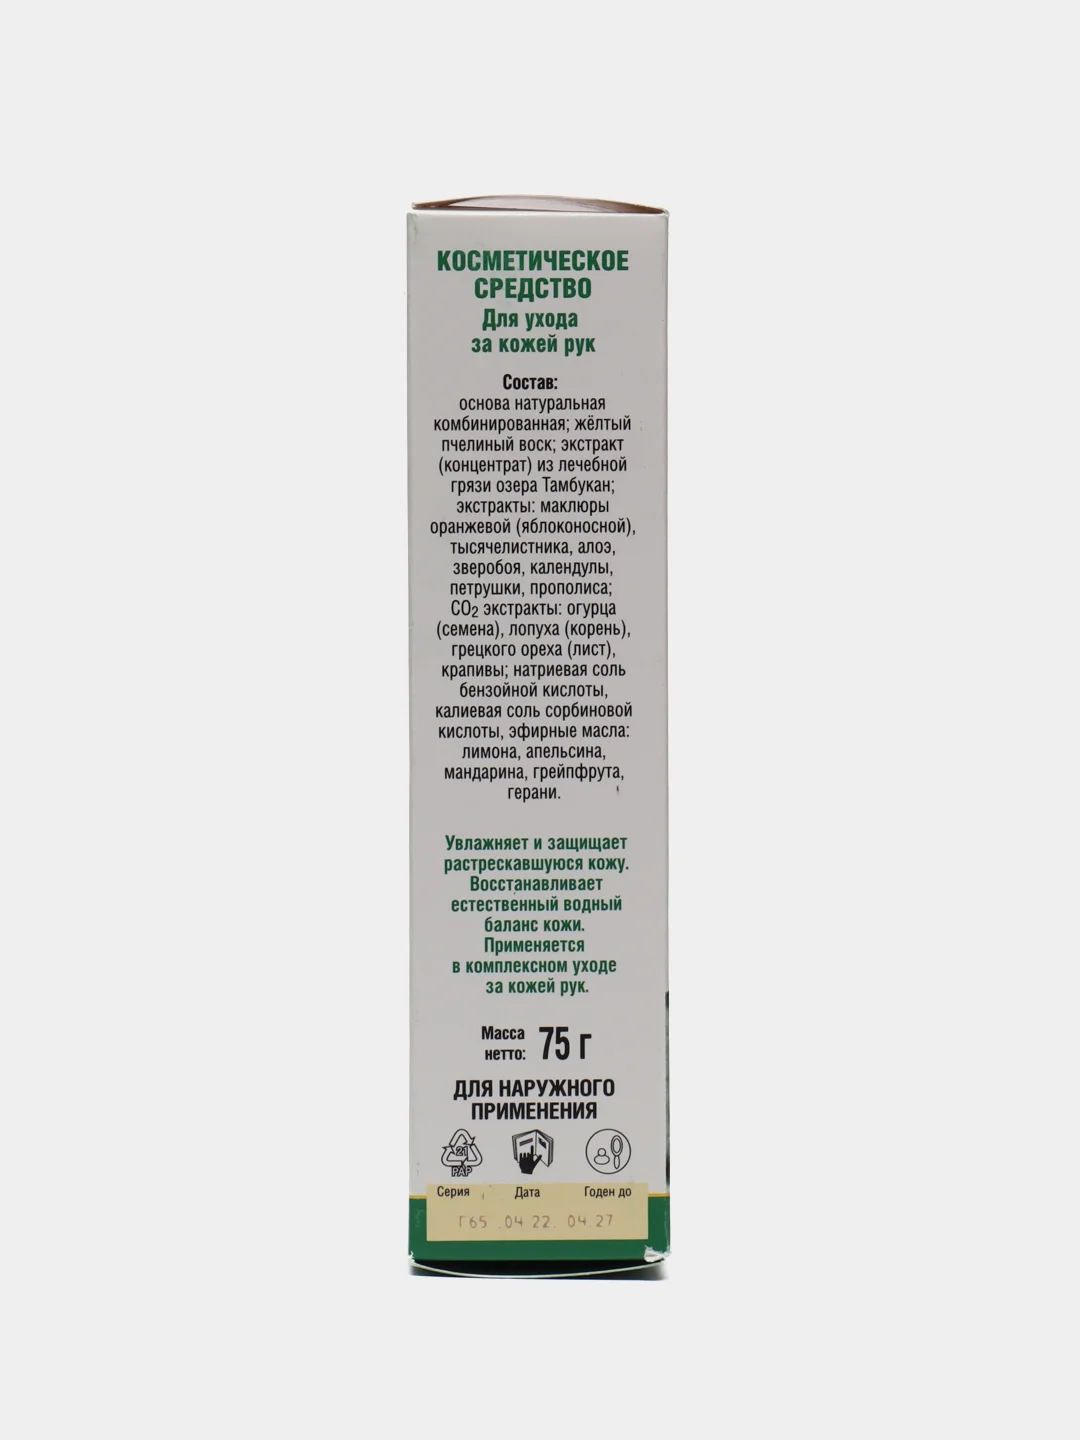 КОСМЕТИЧЕСКОЕ
СРЕДСТВО
Для ухода
за кожей рук
Состав:
основа натуральная
комбинированная; жёлтый
пчелиный воск; экстракт
(концентрат) из лечебной
грязи озера Тамбукан;
экстракты: маклюры
оранжевой (яблоконосной),
тысячелистника, алоэ,
зверобоя, календулы,
петрушки, прополиса;
СО₂ экстракты: огурца
(семена), лопуха (корень),
грецкого ореха (лист),
крапивы; натриевая соль
бензойной кислоты,
калиевая соль сорбиновой
кислоты, эфирные масла:
лимона, апельсина,
мандарина, грейпфрута,
герани.
Увлажняет и защищает
растрескавшуюся кожу.
Восстанавливает
естественный водный
баланс кожи.
Применяется
в комплексном уходе
за кожей рук.
Масса
нетто: 75 г
ДЛЯ НАРУЖНОГО
ПРИМЕНЕНИЯ
21
PAP
Серия Дата Годен до
Г65 .04 22. 04.27